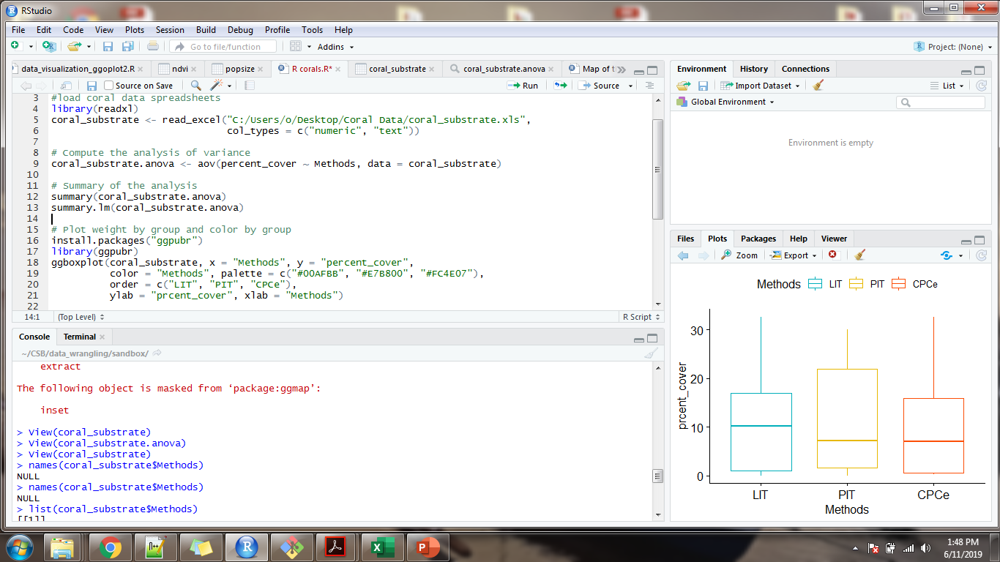 RStudio
File Edit Code View Plots Session Build Debug Profile Tools Help
Go to file/function Addins Project: (None)
data_visualization_ggoplot2.R ndvi popsize R corals.R* coral_substrate coral_substrate.anova Map of t
Source on Save Run Source
3 #load coral data spreadsheets
4 library(readxl)
5 coral_substrate <- read_excel("C:/Users/o/Desktop/Coral Data/coral_substrate.xls",
6 col_types = c("numeric", "text"))
7
8 # Compute the analysis of variance
9 coral_substrate.anova <- aov(percent_cover ~ Methods, data = coral_substrate)
10
11 # Summary of the analysis
12 summary(coral_substrate.anova)
13 summary.lm(coral_substrate.anova)
14
15 # Plot weight by group and color by group
16 install.packages("ggpubr")
17 library(ggpubr)
18 ggboxplot(coral_substrate, x = "Methods", y = "percent_cover",
19 color = "Methods", palette = c("#00AFBB", "#E7B800", "#FC4E07"),
20 order = c("LIT", "PIT", "CPCe"),
21 ylab = "prcent_cover", xlab = "Methods")
22
14:1 (Top Level) R Script
Console Terminal
~/CSB/data_wrangling/sandbox/
extract
The following object is masked from ‘package:ggmap’:
inset
> View(coral_substrate)
> View(coral_substrate.anova)
> View(coral_substrate)
> names(coral_substrate$Methods)
NULL
> names(coral_substrate$Methods)
NULL
> list(coral_substrate$Methods)
[[1]]
Environment History Connections
Import Dataset List
Global Environment
Environment is empty
Files Plots Packages Help Viewer
Zoom Export
Methods LIT PIT CPCe
30
20
10
0
prcent_cover
LIT PIT CPCe
Methods
1:48 PM
6/11/2019